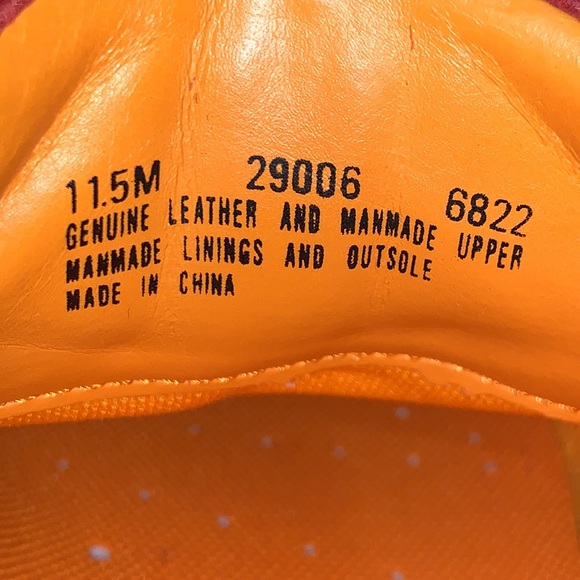 11.5M 29006 6822
GENUINE LEATHER AND MANMADE UPPER
MANMADE LININGS AND OUTSOLE
MADE IN CHINA